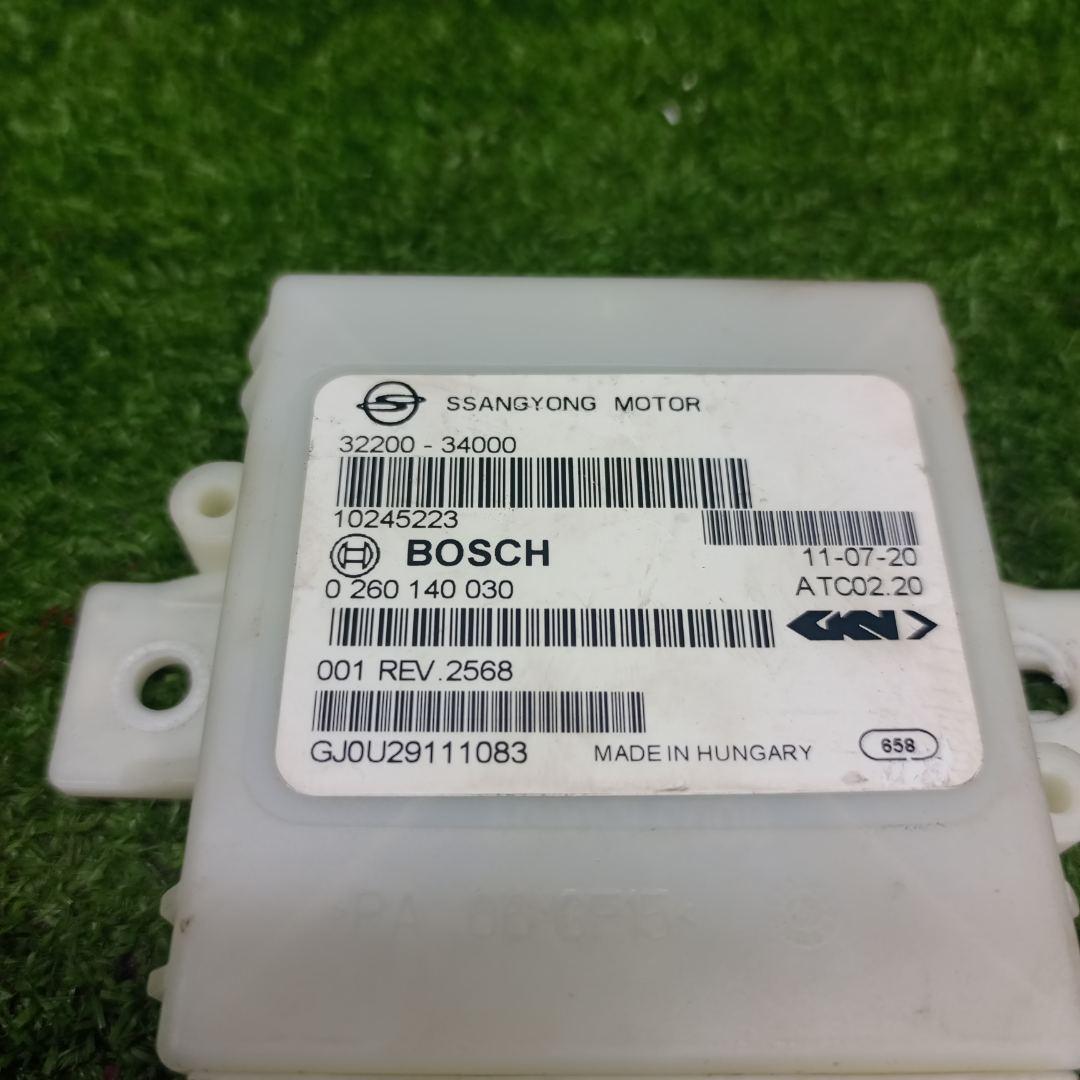 SSANGYONG MOTOR
32200 - 34000
10245223
BOSCH
11-07-20
0 260 140 030
ATC02.20
GKN
001 REV.2568
GJ0U29111083
MADE IN HUNGARY
658